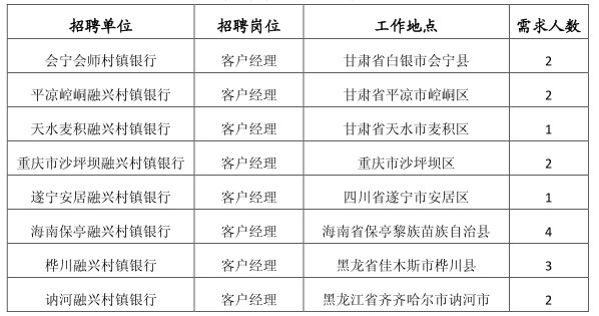 招聘单位 招聘岗位 工作地点 需求人数
会宁会师村镇银行 客户经理 甘肃省白银市会宁县 2
平凉崆峒融兴村镇银行 客户经理 甘肃省平凉市崆峒区 2
天水麦积融兴村镇银行 客户经理 甘肃省天水市麦积区 1
重庆市沙坪坝融兴村镇银行 客户经理 重庆市沙坪坝区 2
遂宁安居融兴村镇银行 客户经理 四川省遂宁市安居区 1
海南保亭融兴村镇银行 客户经理 海南省保亭黎族苗族自治县 4
桦川融兴村镇银行 客户经理 黑龙省佳木斯市桦川县 3
讷河融兴村镇银行 客户经理 黑龙江省齐齐哈尔市讷河市 2